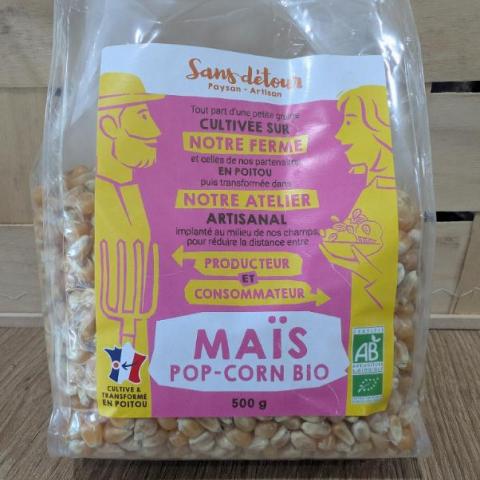 Sans détour
Paysan - Artisan
Tout part d'une petite graine
CULTIVÉE SUR
NOTRE FERME
et celles de nos partenaires
EN POITOU
puis transformée dans
NOTRE ATELIER
ARTISANAL
implanté au milieu de nos champs
pour réduire la distance entre
PRODUCTEUR
ET
CONSOMMATEUR
MAÏS
POP-CORN BIO
500 g
CULTIVÉ &
TRANSFORMÉ
EN POITOU
AB